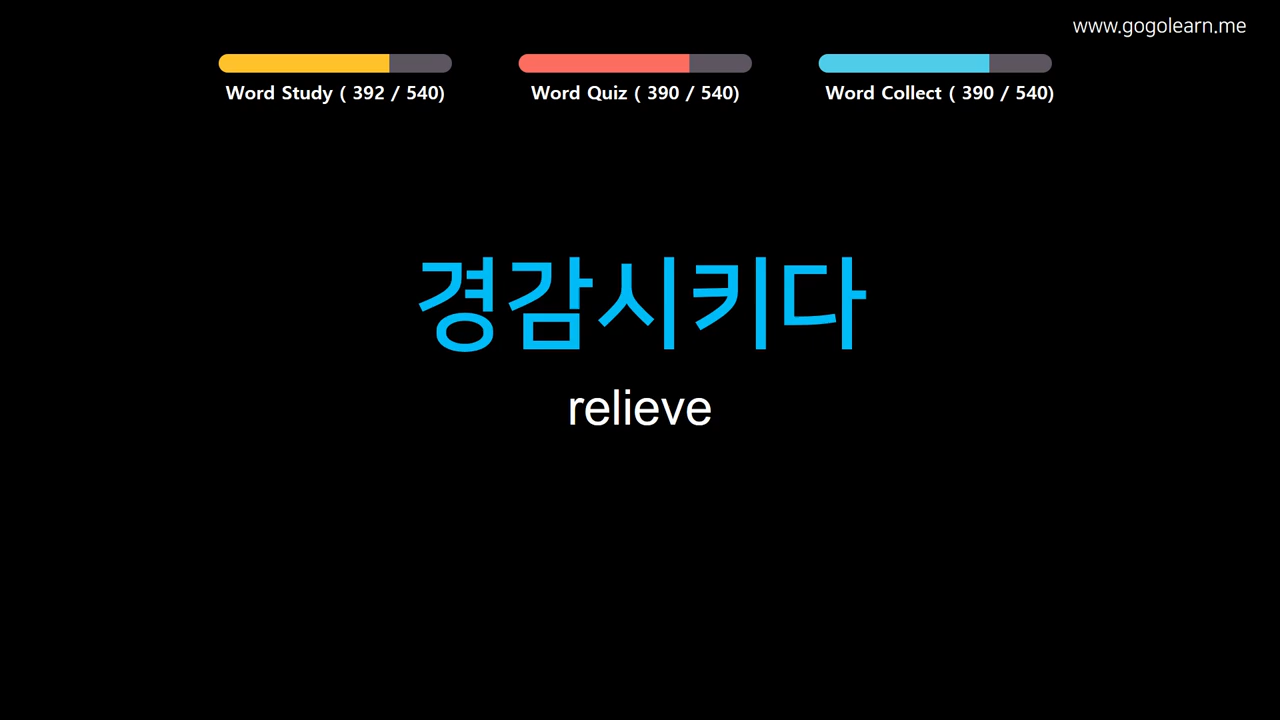 www.gogolearn.me
Word Study ( 392 / 540)
Word Quiz ( 390 / 540)
Word Collect ( 390 / 540)
경감시키다
relieve